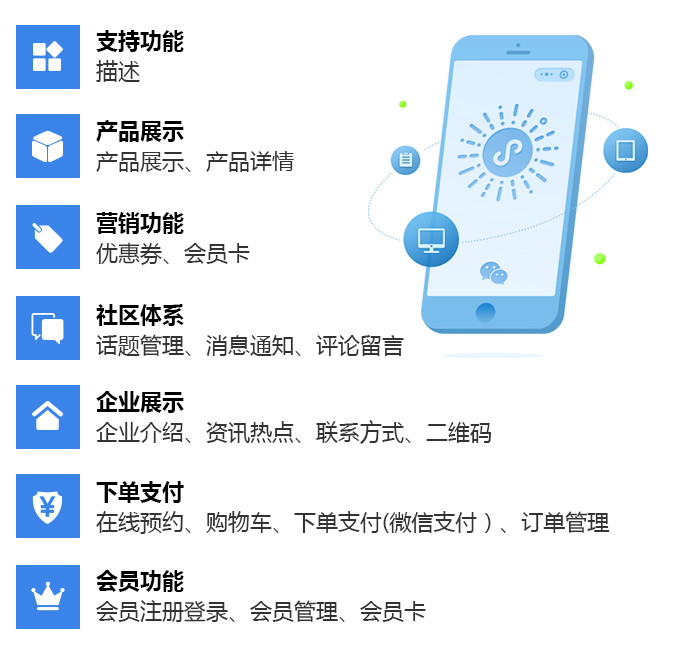 支持功能
描述
产品展示
产品展示、产品详情
营销功能
优惠券、会员卡
社区体系
话题管理、消息通知、评论留言
企业展示
企业介绍、资讯热点、联系方式、二维码
下单支付
在线预约、购物车、下单支付(微信支付）、订单管理
会员功能
会员注册登录、会员管理、会员卡